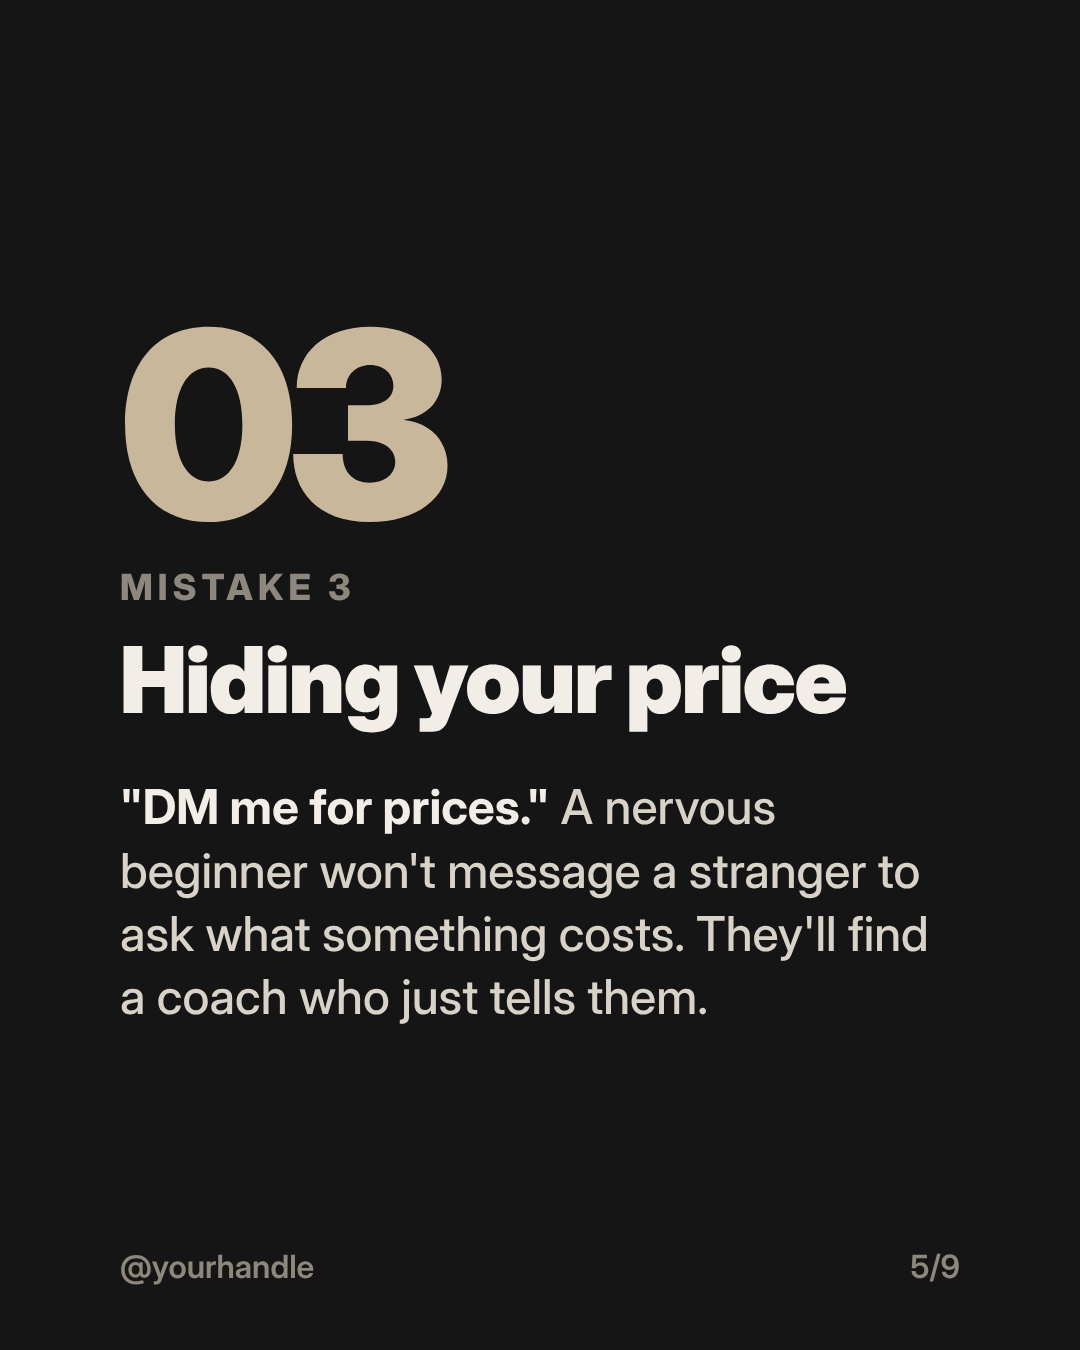 03
MISTAKE 3
Hiding your price
"DM me for prices." A nervous
beginner won't message a stranger to
ask what something costs. They'll find
a coach who just tells them.
@yourhandle
5/9